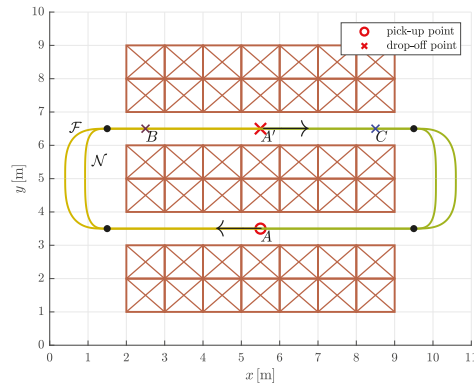 10
9
8
7
6
5
4
3
2
1
0
y [m]
pick-up point
drop-off point
ℱ
𝒩
B
A′
C
A
0 1 2 3 4 5 6 7 8 9 10 11
x [m]